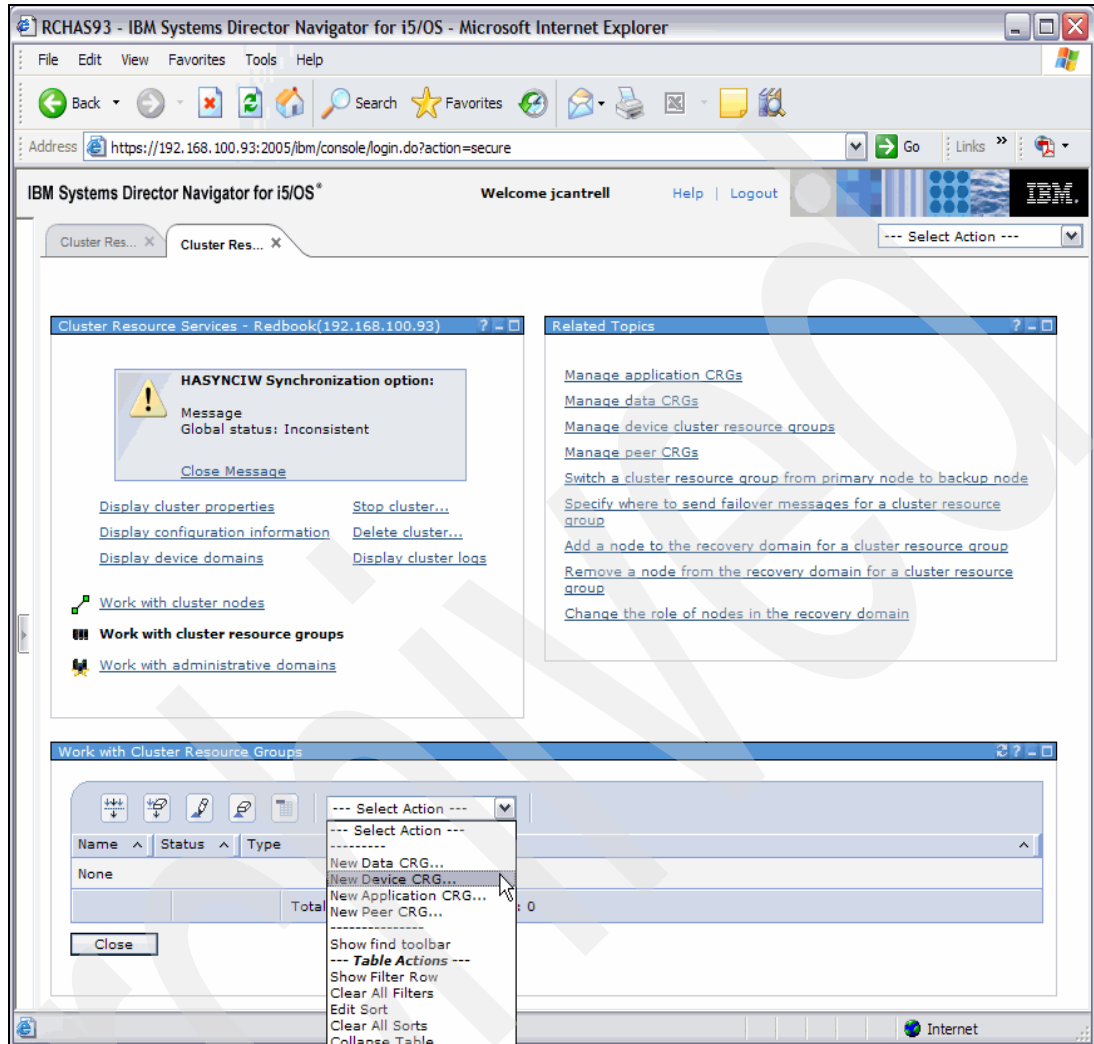 RCHAS93 - IBM Systems Director Navigator for i5/OS - Microsoft Internet Explorer
File Edit View Favorites Tools Help
Back Search Favorites
Address https://192.168.100.93:2005/ibm/console/login.do?action=secure Go Links »
IBM Systems Director Navigator for i5/OS® Welcome jcantrell Help | Logout IBM.
Cluster Res... Cluster Res... --- Select Action ---
Cluster Resource Services - Redbook(192.168.100.93) ?
HASYNCIW Synchronization option:
Message
Global status: Inconsistent
Close Message
Display cluster properties Stop cluster...
Display configuration information Delete cluster...
Display device domains Display cluster logs
Work with cluster nodes
Work with cluster resource groups
Work with administrative domains
Related Topics ?
Manage application CRGs
Manage data CRGs
Manage device cluster resource groups
Manage peer CRGs
Switch a cluster resource group from primary node to backup node
Specify where to send failover messages for a cluster resource
group
Add a node to the recovery domain for a cluster resource group
Remove a node from the recovery domain for a cluster resource
group
Change the role of nodes in the recovery domain
Work with Cluster Resource Groups ?
--- Select Action ---
Name Status Type
None
Total : 0
Close
--- Select Action ---
---------
New Data CRG...
New Device CRG...
New Application CRG...
New Peer CRG...
---------------
Show find toolbar
--- Table Actions ---
Show Filter Row
Clear All Filters
Edit Sort
Clear All Sorts
Collapse Table
Internet